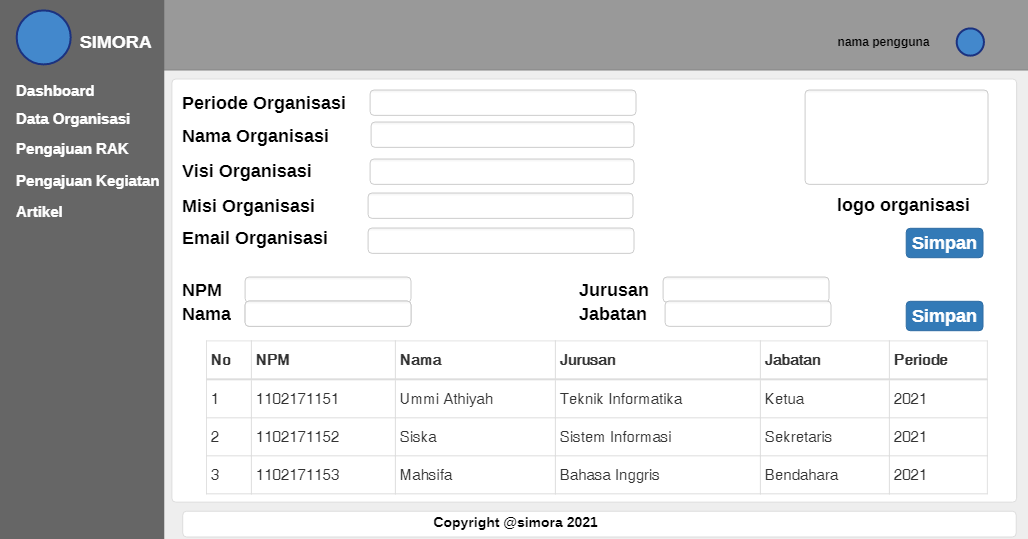 SIMORA
nama pengguna
Dashboard
Data Organisasi
Pengajuan RAK
Pengajuan Kegiatan
Artikel
Periode Organisasi
Nama Organisasi
Visi Organisasi
Misi Organisasi
Email Organisasi
logo organisasi
Simpan
NPM Jurusan
Nama Jabatan
Simpan
No NPM Nama Jurusan Jabatan Periode
1 1102171151 Ummi Athiyah Teknik Informatika Ketua 2021
2 1102171152 Siska Sistem Informasi Sekretaris 2021
3 1102171153 Mahsifa Bahasa Inggris Bendahara 2021
Copyright @simora 2021